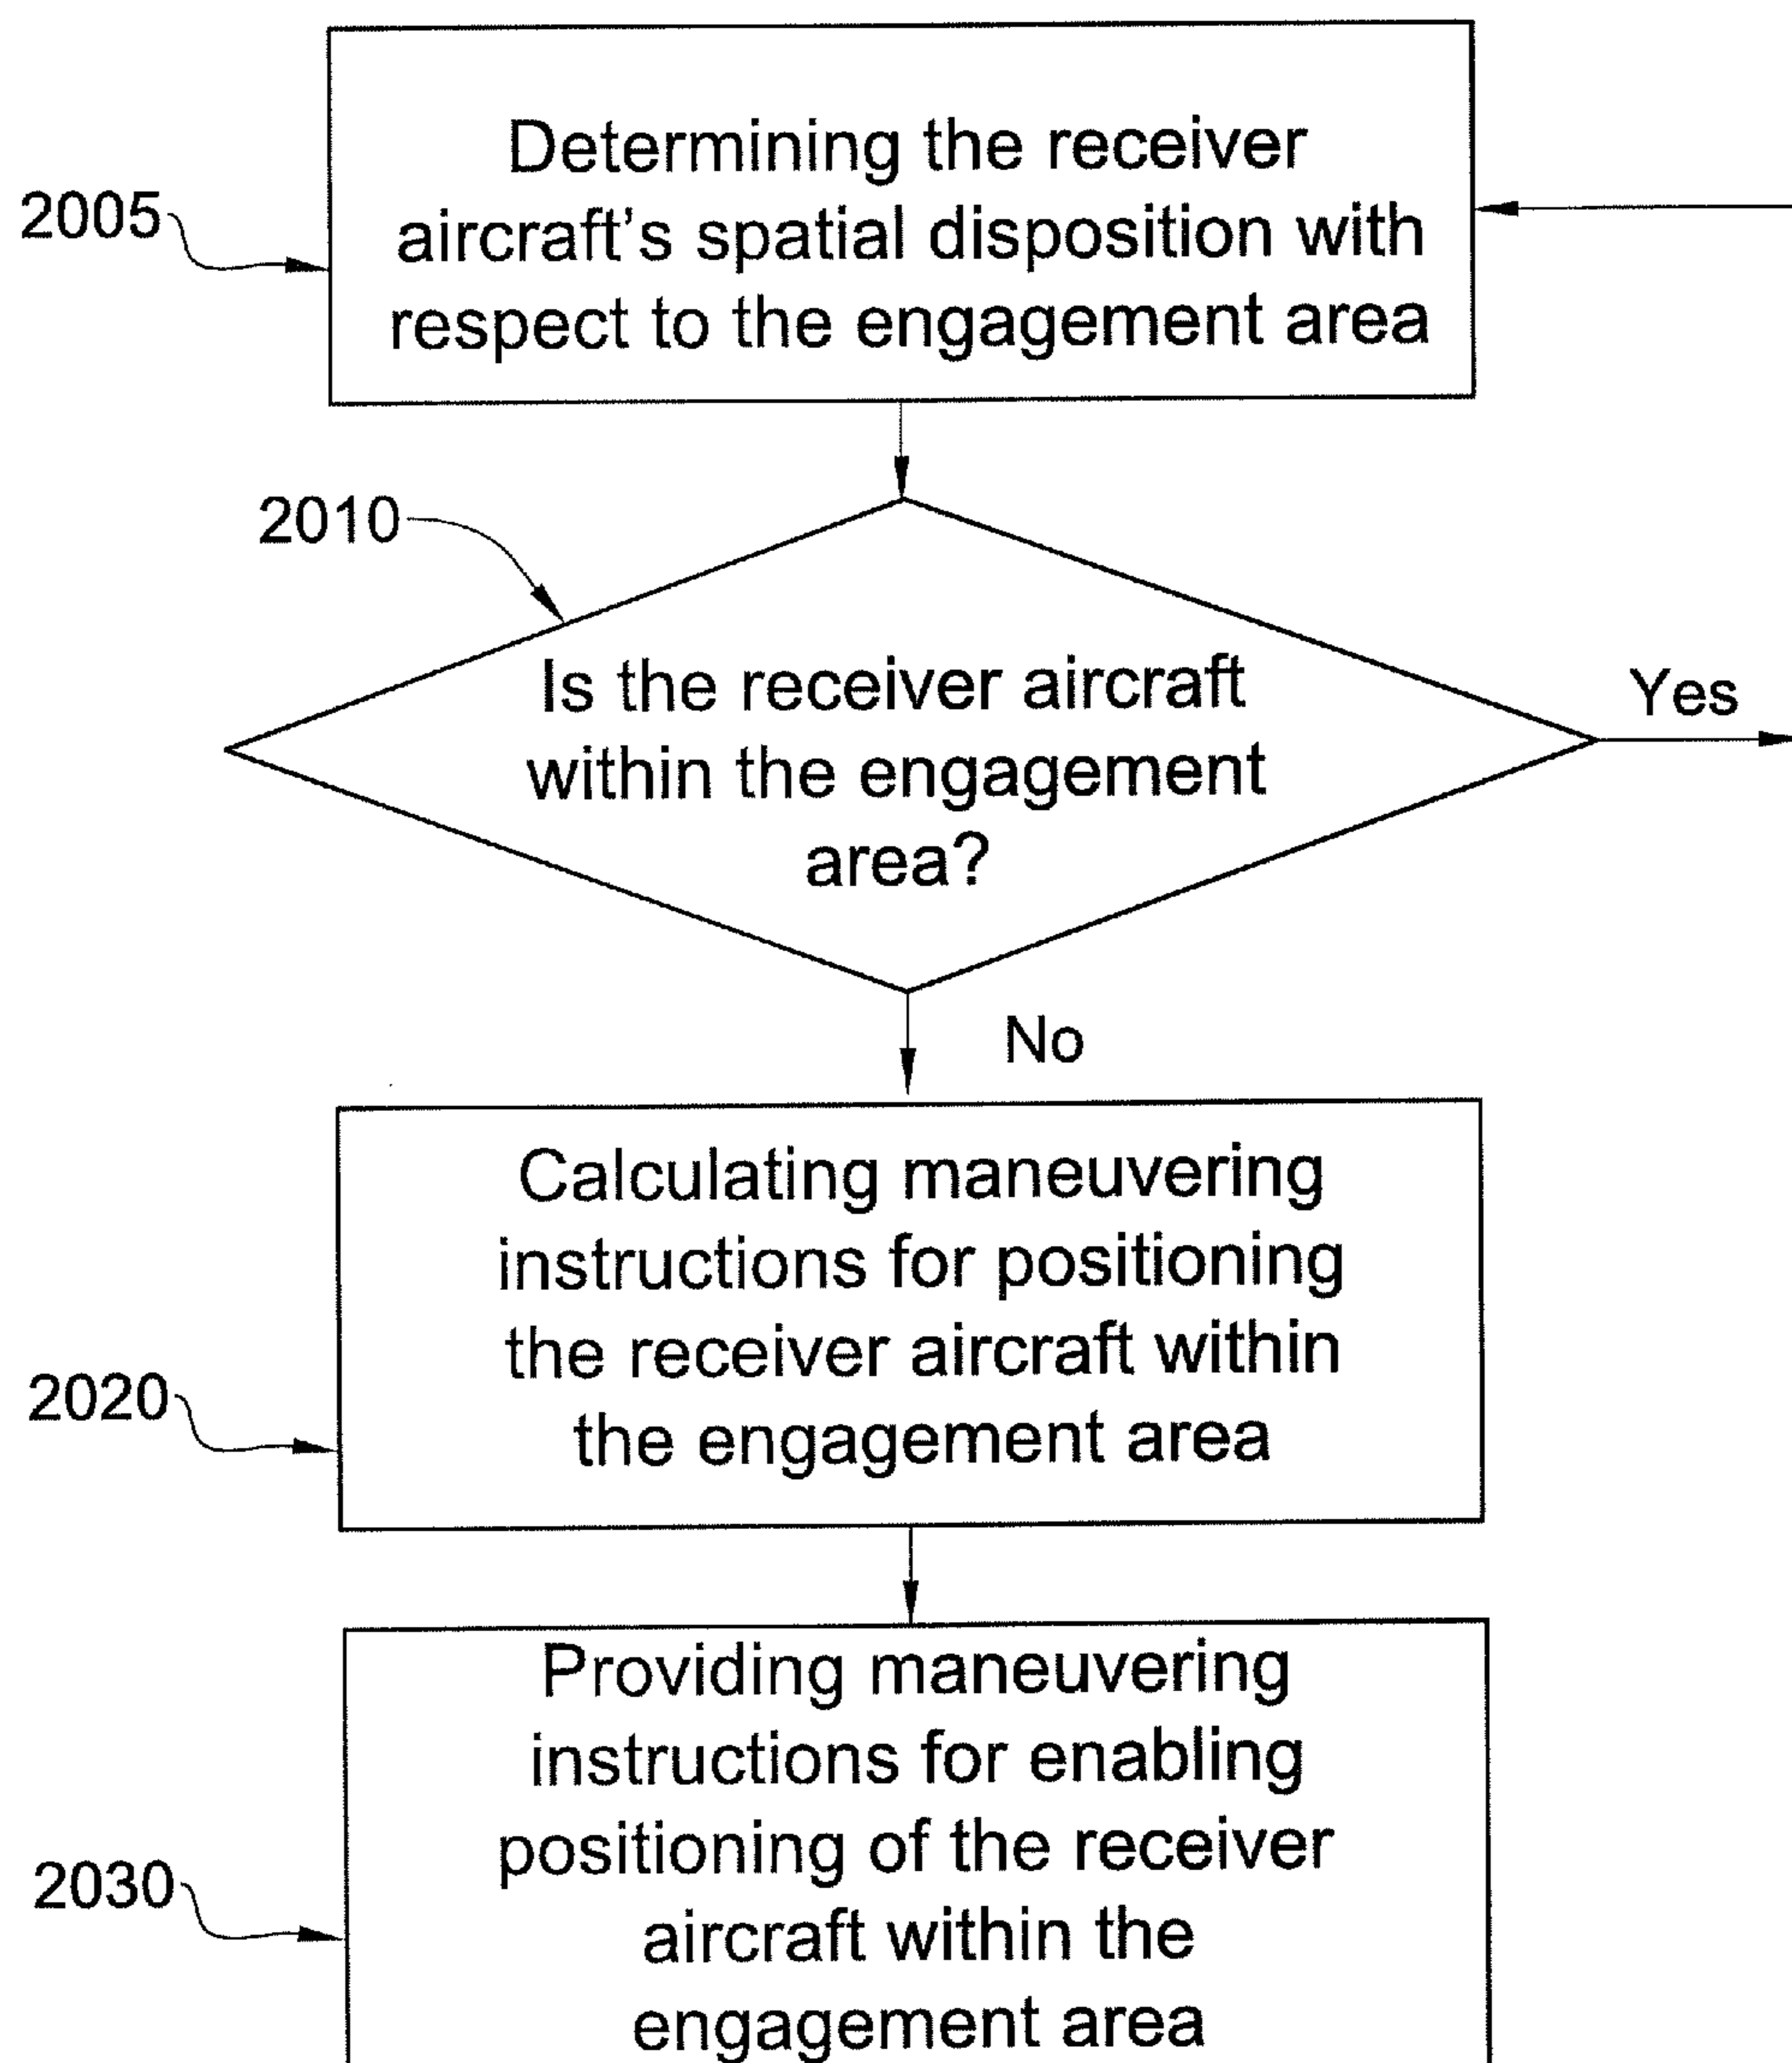 Determining the receiver
aircraft's spatial disposition with
respect to the engagement area
2005
2010
Is the receiver aircraft
within the engagement
area?
Yes
No
Calculating maneuvering
instructions for positioning
the receiver aircraft within
the engagement area
2020
Providing maneuvering
instructions for enabling
positioning of the receiver
aircraft within the
engagement area
2030